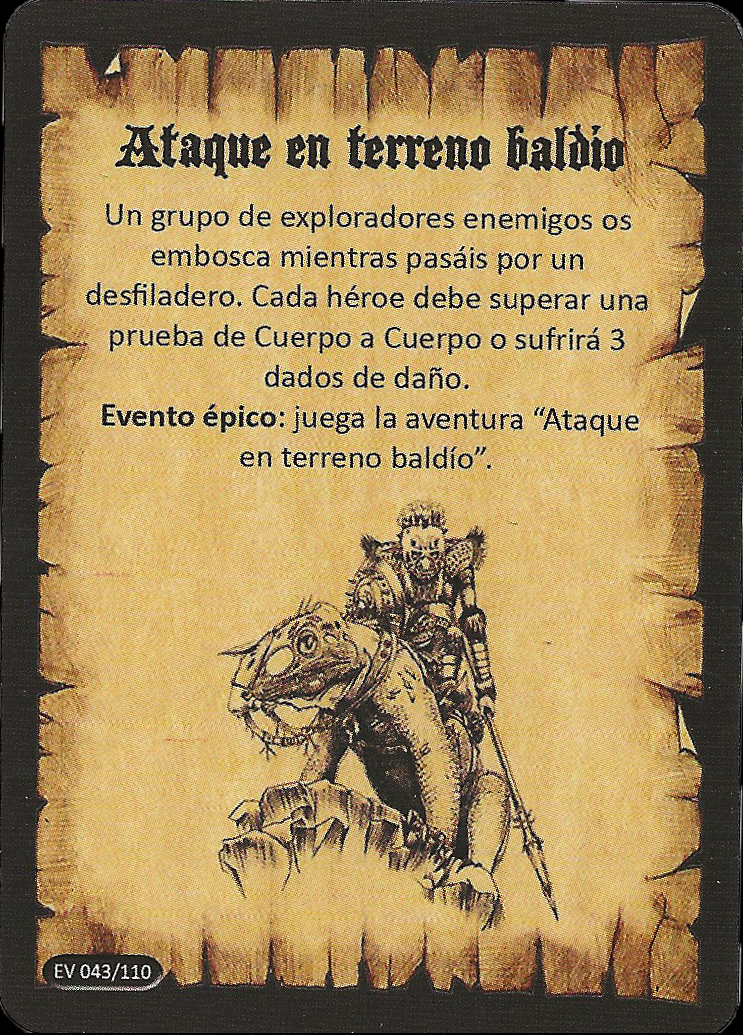 Ataque en terreno baldio
Un grupo de exploradores enemigos os
embosca mientras pasáis por un
desfiladero. Cada héroe debe superar una
prueba de Cuerpo a Cuerpo o sufrirá 3
dados de daño.
Evento épico: juega la aventura “Ataque
en terreno baldío”.
EV 043/110